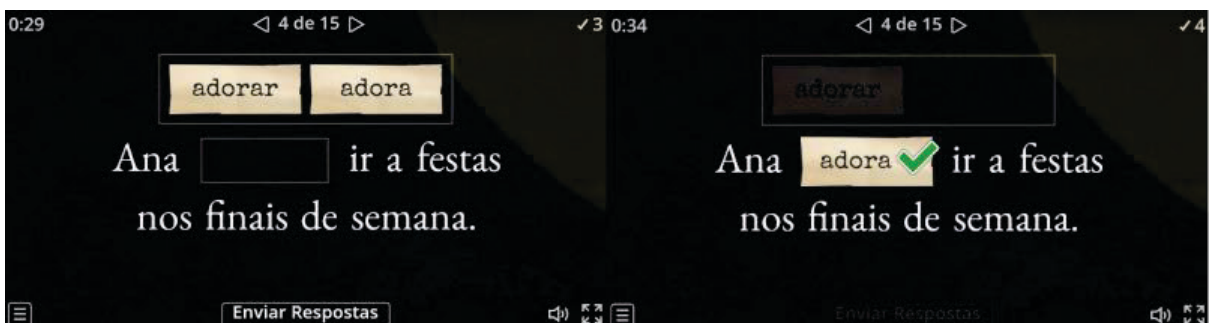 0:29 4 de 15 ✓3
adorar adora
Ana ir a festas
nos finais de semana.
Enviar Respostas
0:34 4 de 15 ✓4
adorar
Ana adora ir a festas
nos finais de semana.
Enviar Respostas